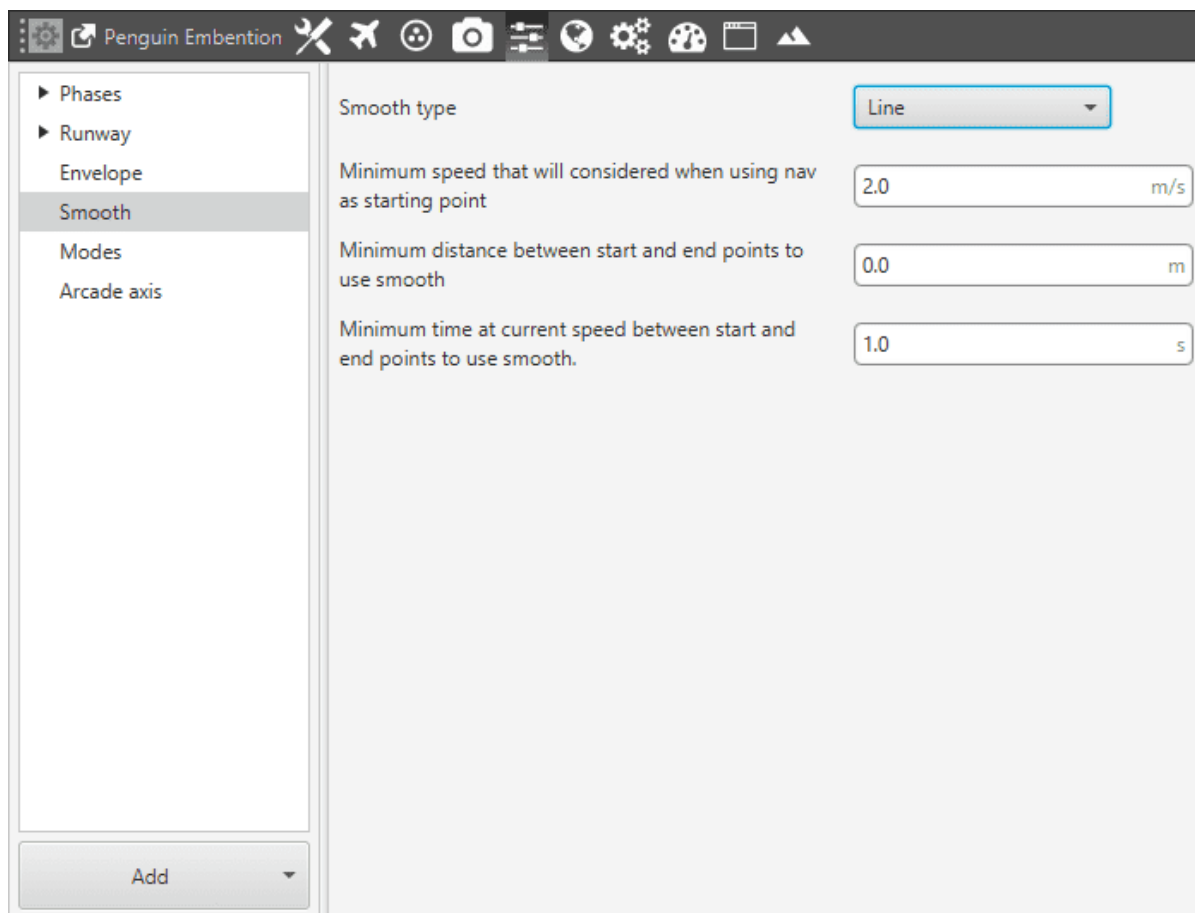 Penguin Embention
Phases
Runway
Envelope
Smooth
Modes
Arcade axis
Add
Smooth type
Line
Minimum speed that will considered when using nav
as starting point
2.0 m/s
Minimum distance between start and end points to
use smooth
0.0 m
Minimum time at current speed between start and
end points to use smooth.
1.0 s